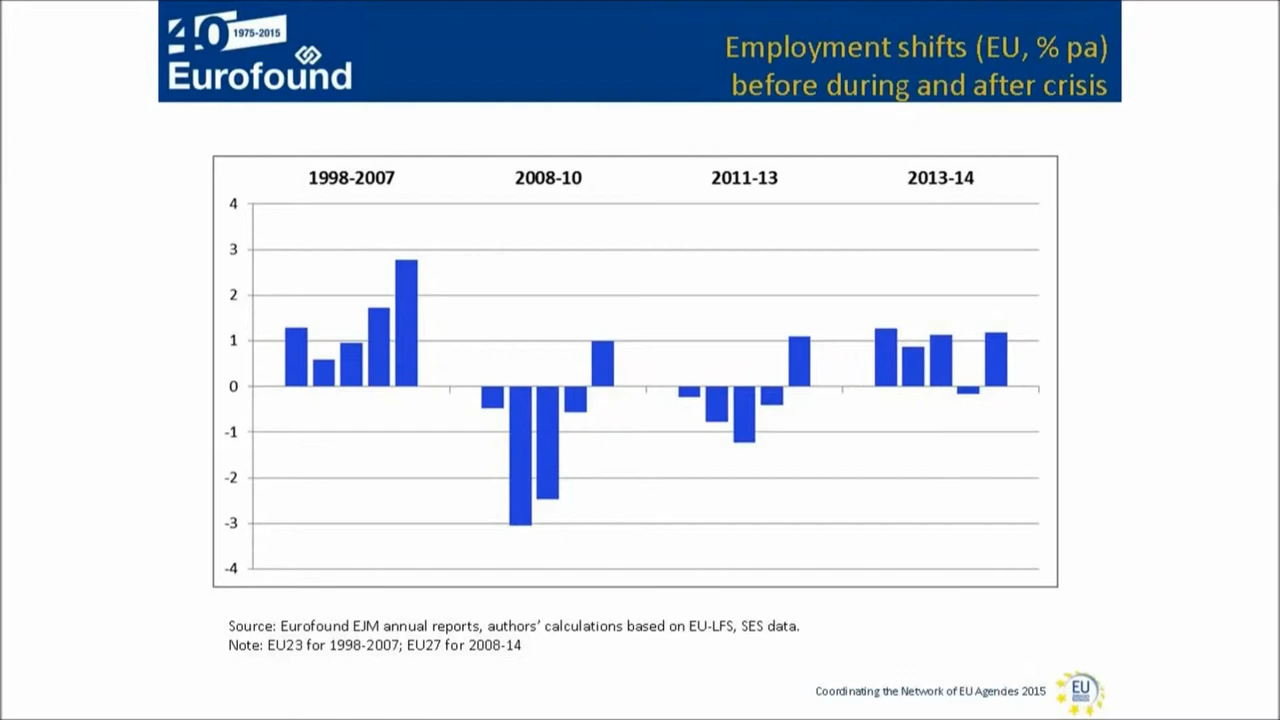 40 1975-2015
Eurofound
Employment shifts (EU, % pa)
before during and after crisis
1998-2007 2008-10 2011-13 2013-14
4
3
2
1
0
-1
-2
-3
-4
Source: Eurofound EJM annual reports, authors’ calculations based on EU-LFS, SES data.
Note: EU23 for 1998-2007; EU27 for 2008-14
Coordinating the Network of EU Agencies 2015
EU